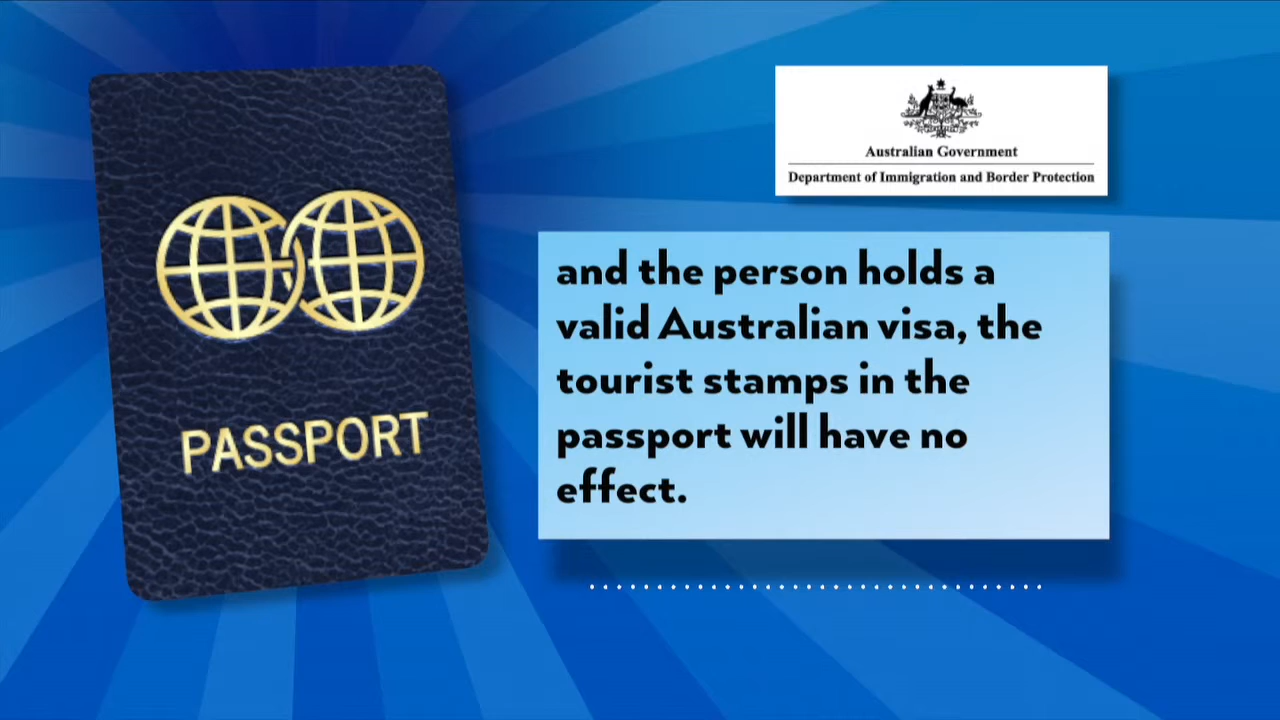 PASSPORT
Australian Government
Department of Immigration and Border Protection
and the person holds a
valid Australian visa, the
tourist stamps in the
passport will have no
effect.